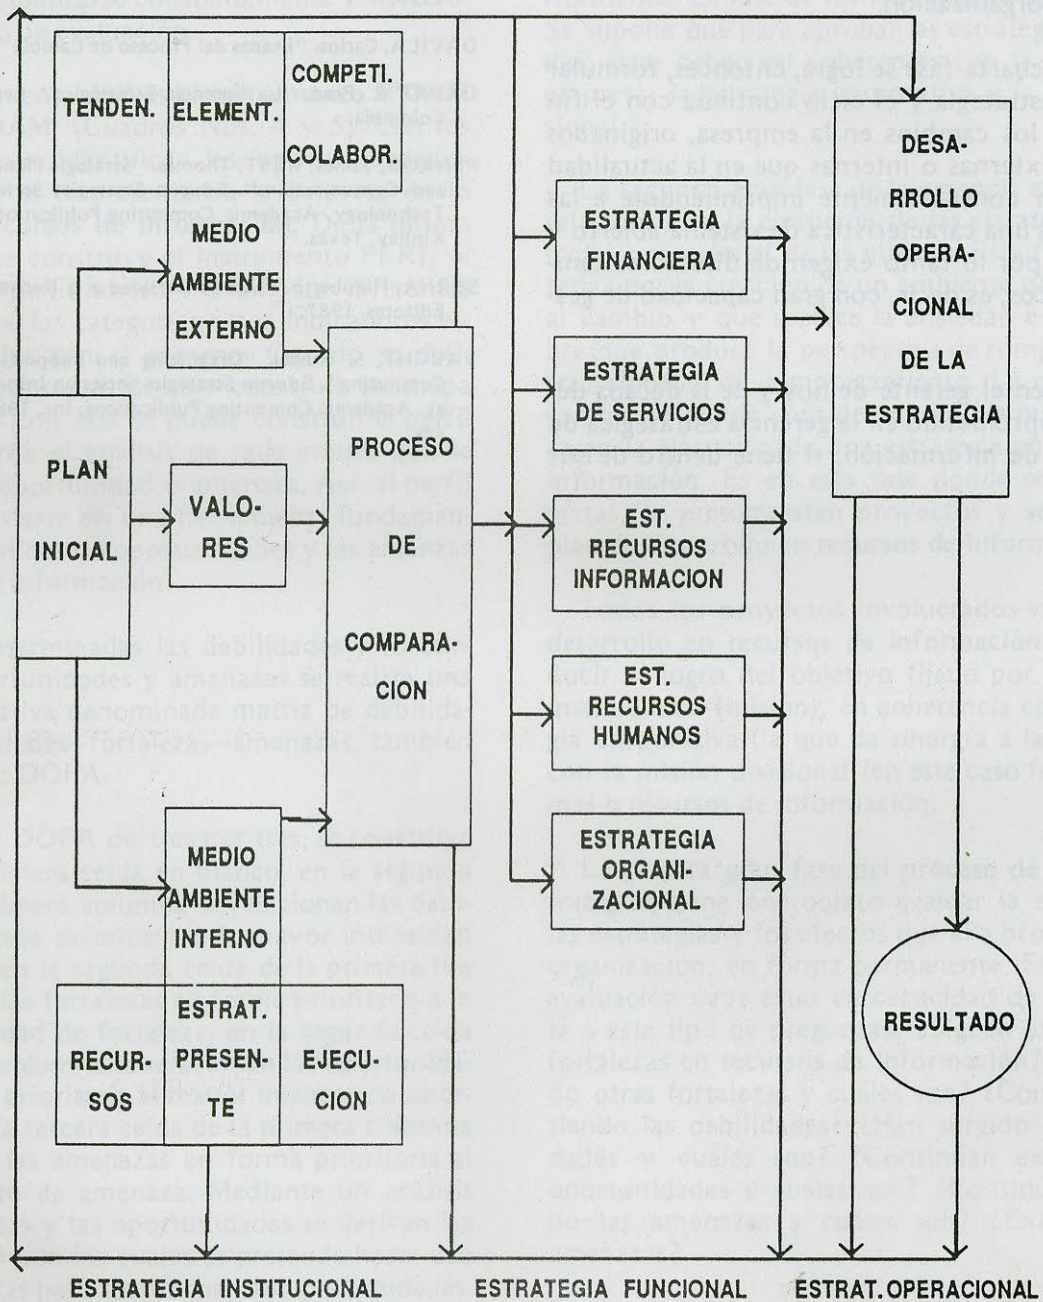 TENDEN.
ELEMENT.
COMPETI.
COLABOR.
MEDIO
AMBIENTE
EXTERNO
PLAN
INICIAL
VALO-
RES
PROCESO
DE
COMPARA-
CION
MEDIO
AMBIENTE
INTERNO
RECUR-
SOS
ESTRAT.
PRESEN-
TE
EJECU-
CION
ESTRATEGIA
FINANCIERA
ESTRATEGIA
DE SERVICIOS
EST.
RECURSOS
INFORMACION
EST.
RECURSOS
HUMANOS
ESTRATEGIA
ORGANI-
ZACIONAL
DESA-
RROLLO
OPERA-
CIONAL
DE LA
ESTRATEGIA
RESULTADO
ESTRATEGIA INSTITUCIONAL
ESTRATEGIA FUNCIONAL
ESTRAT. OPERACIONAL